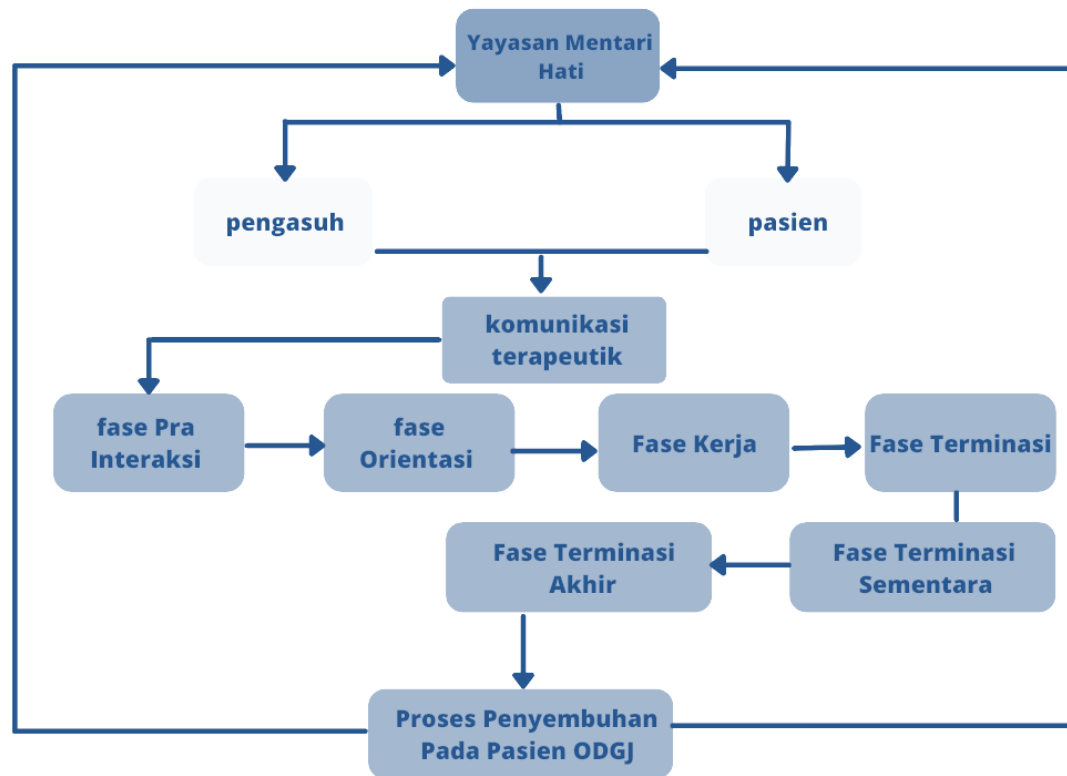 Yayasan Mentari
Hati
pengasuh
pasien
komunikasi
terapeutik
fase Pra
Interaksi
fase
Orientasi
Fase Kerja
Fase Terminasi
Fase Terminasi
Akhir
Fase Terminasi
Sementara
Proses Penyembuhan
Pada Pasien ODGJ